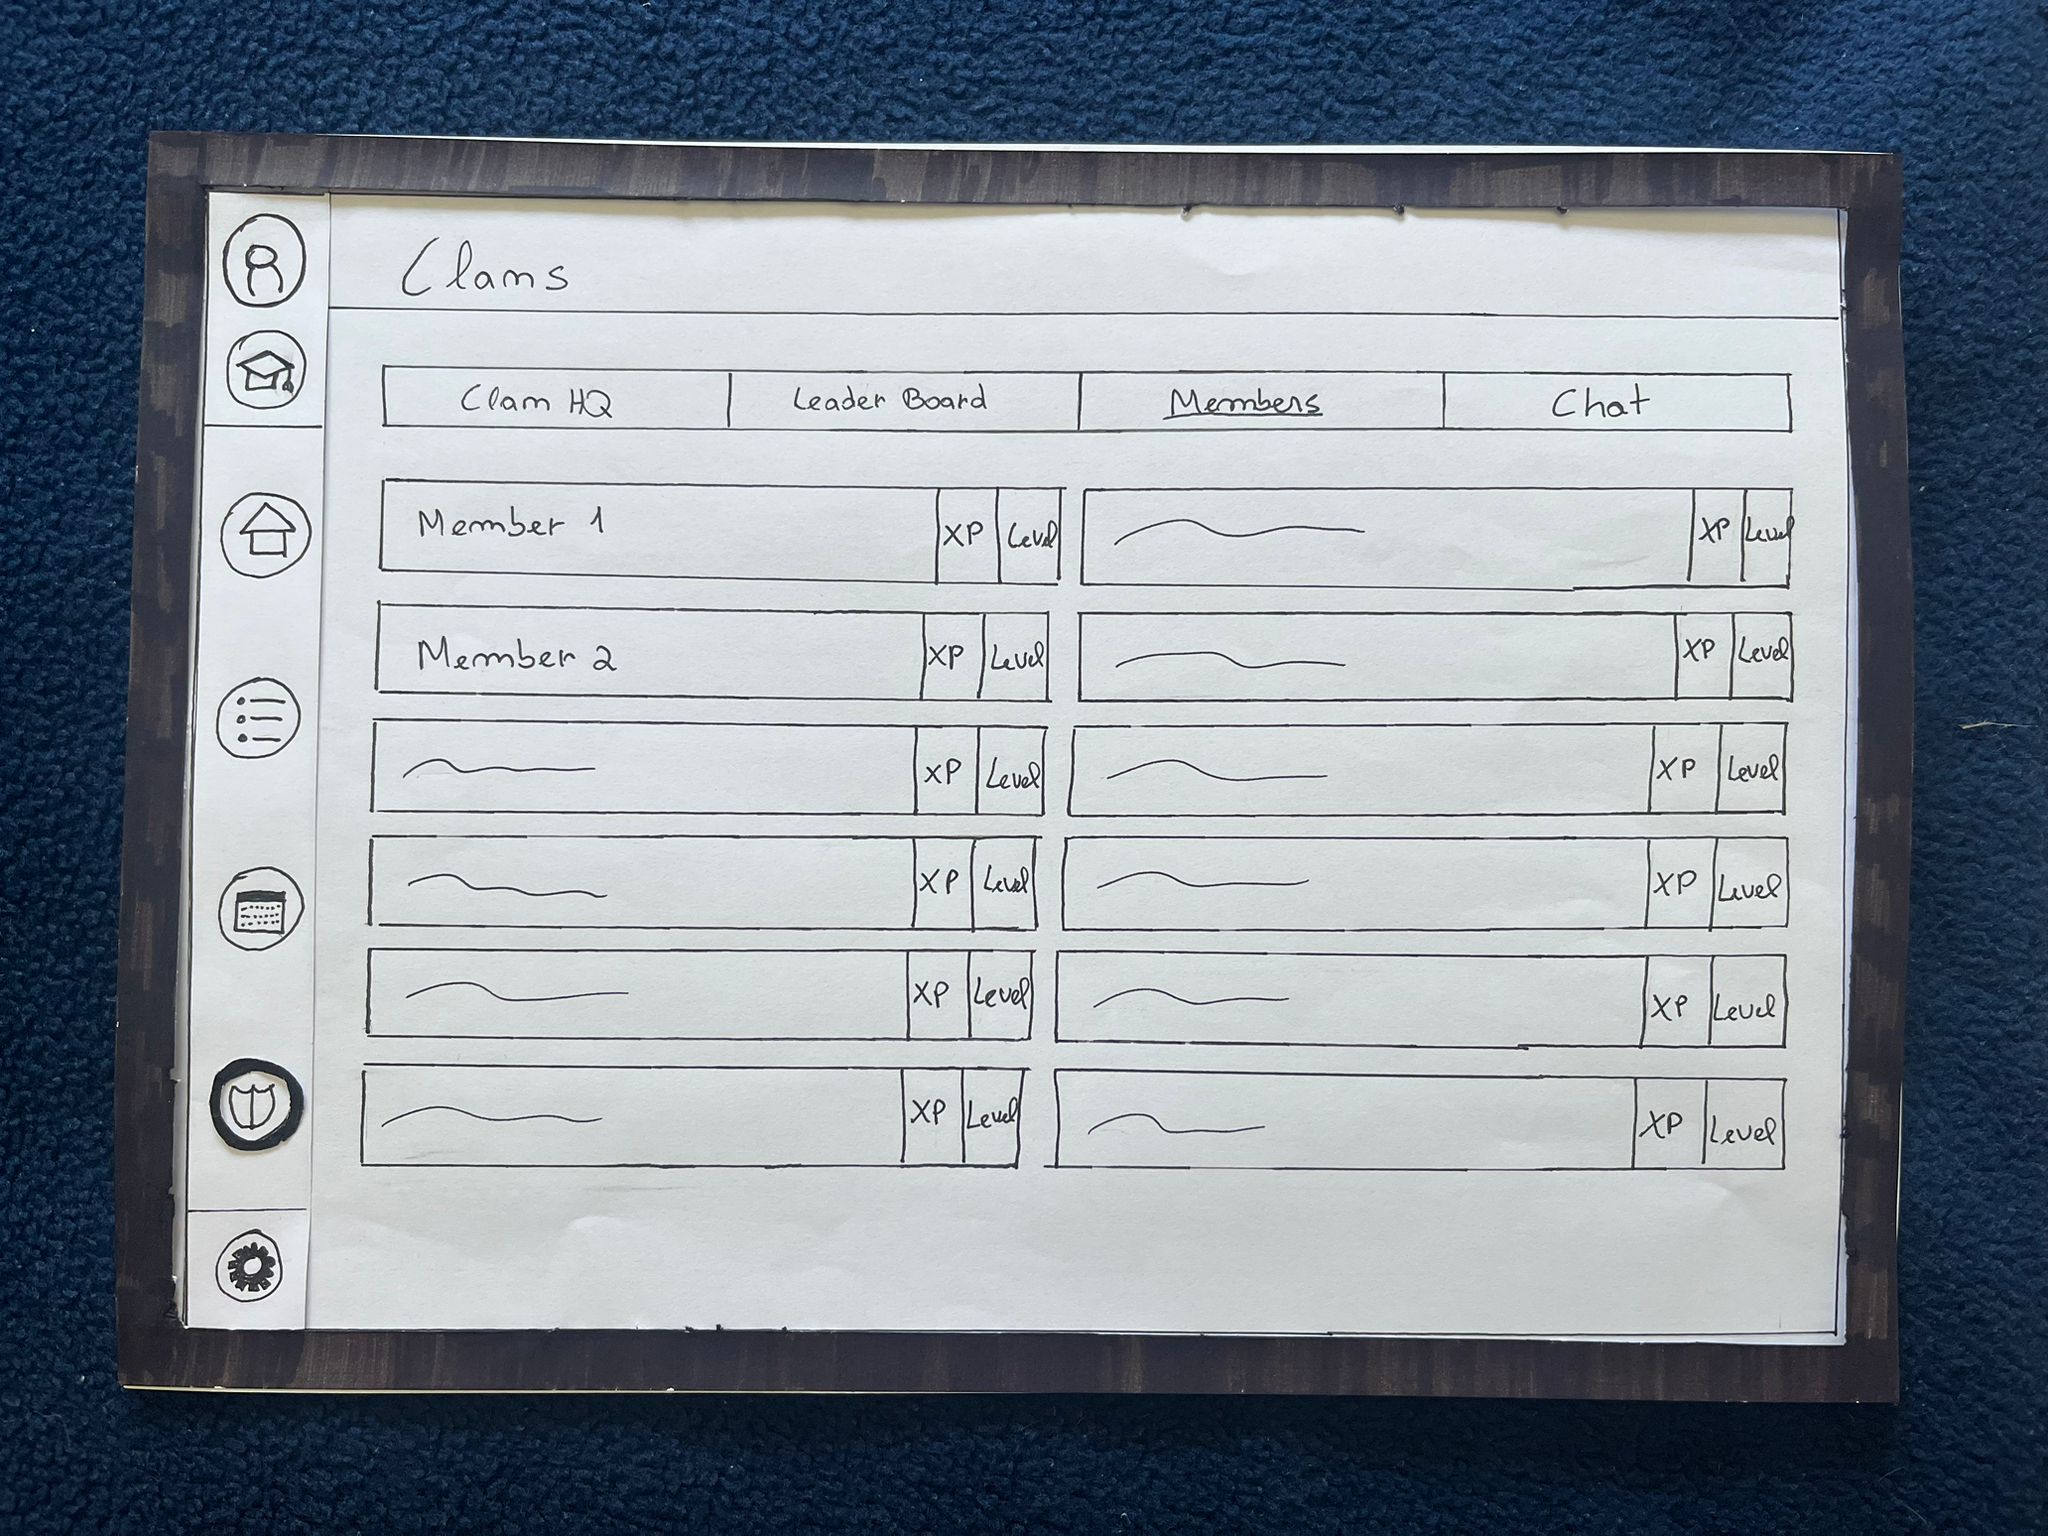 Clams
Clam HQ Leader Board Members Chat
Member 1 XP Level XP Level
Member 2 XP Level XP Level
XP Level XP Level
XP Level XP Level
XP Level XP Level
XP Level XP Level